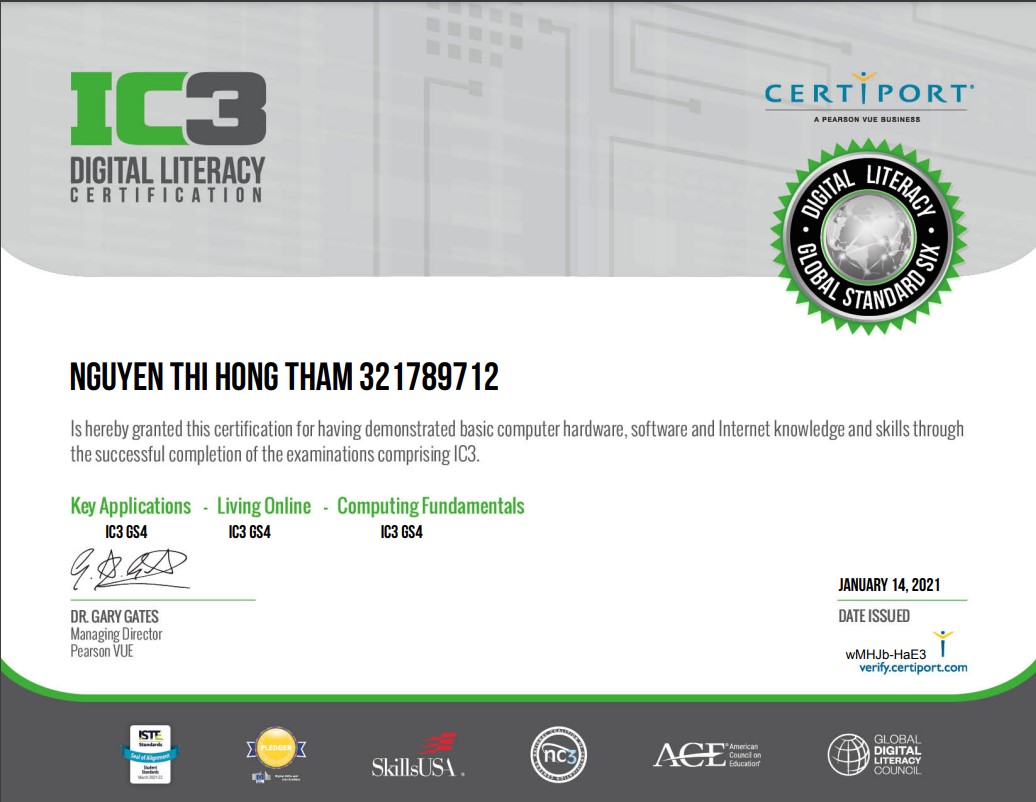 IC3
DIGITAL LITERACY
CERTIFICATION
CERTIPORT®
A PEARSON VUE BUSINESS
DIGITAL LITERACY
GLOBAL STANDARD SIX
NGUYEN THI HONG THAM 321789712
Is hereby granted this certification for having demonstrated basic computer hardware, software and Internet knowledge and skills through
the successful completion of the examinations comprising IC3.
Key Applications - Living Online - Computing Fundamentals
IC3 GS4 IC3 GS4 IC3 GS4
JANUARY 14, 2021
DR. GARY GATES
DATE ISSUED
Managing Director
Pearson VUE
wMHJb-HaE3
verify.certiport.com
ISTE
Standards
Seal of Alignment
Student
Standards
PLEDGER
SkillsUSA®
nc3
ACE® American
Council on
Education®
GLOBAL
DIGITAL
LITERACY
COUNCIL